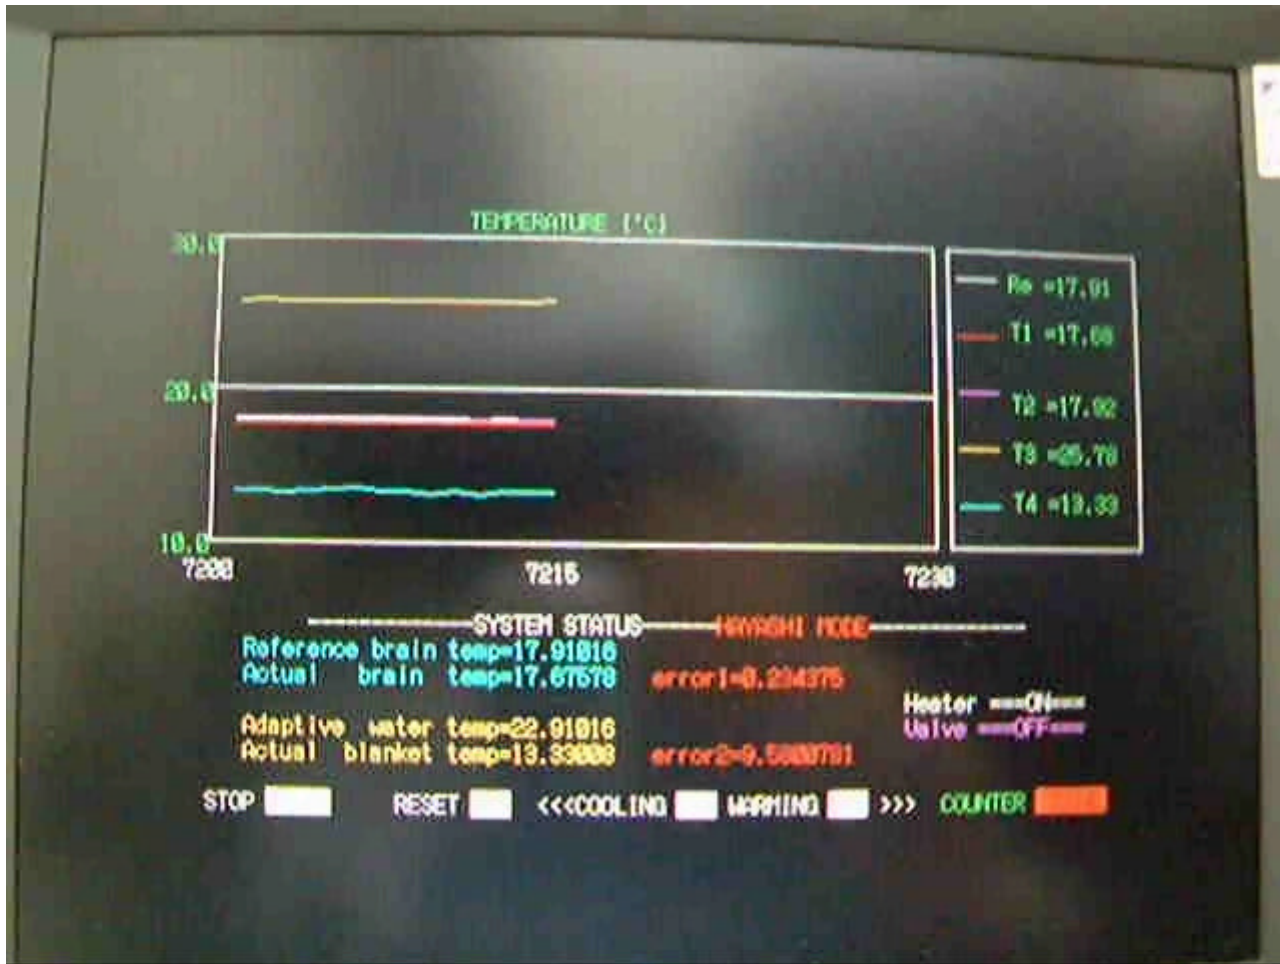 TEMPERATURE (°C)
30.0
20.0
10.0
7200 7215 7230
Re =17.91
T1 =17.68
T2 =17.92
T3 =25.78
T4 =13.33
SYSTEM STATUS HAYASHI MODE
Reference brain temp=17.91016
Actual brain temp=17.67578 error1=0.234375
Heater ===ON===
Adaptive water temp=22.91016 Valve ===OFF===
Actual blanket temp=13.33008 error2=9.5800781
STOP RESET <<<COOLING WARMING >>> COUNTER